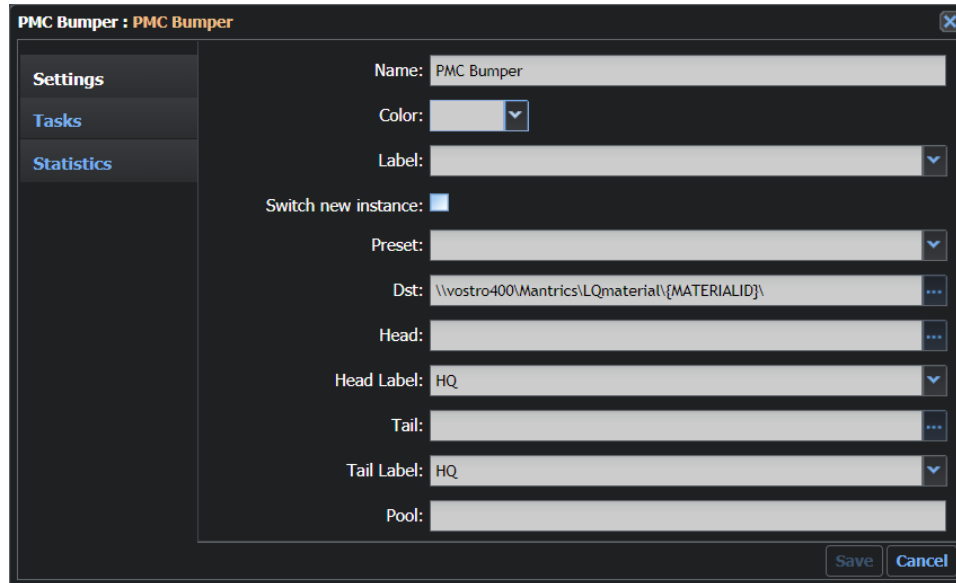 PMC Bumper : PMC Bumper
Settings
Tasks
Statistics
Name: PMC Bumper
Color:
Label:
Switch new instance:
Preset:
Dst: \\vostro400\Mantrics\LQmaterial\{MATERIALID}\
Head:
Head Label: HQ
Tail:
Tail Label: HQ
Pool:
Save Cancel